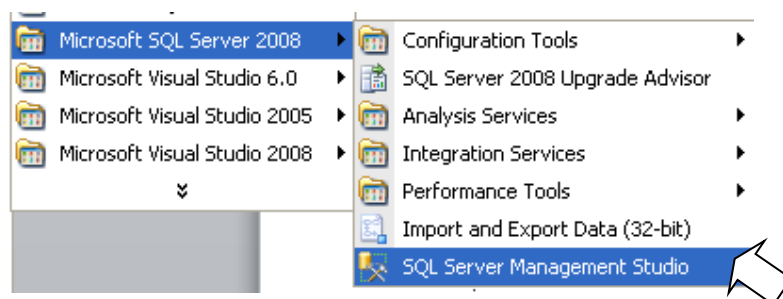 Microsoft SQL Server 2008
Microsoft Visual Studio 6.0
Microsoft Visual Studio 2005
Microsoft Visual Studio 2008
Configuration Tools
SQL Server 2008 Upgrade Advisor
Analysis Services
Integration Services
Performance Tools
Import and Export Data (32-bit)
SQL Server Management Studio